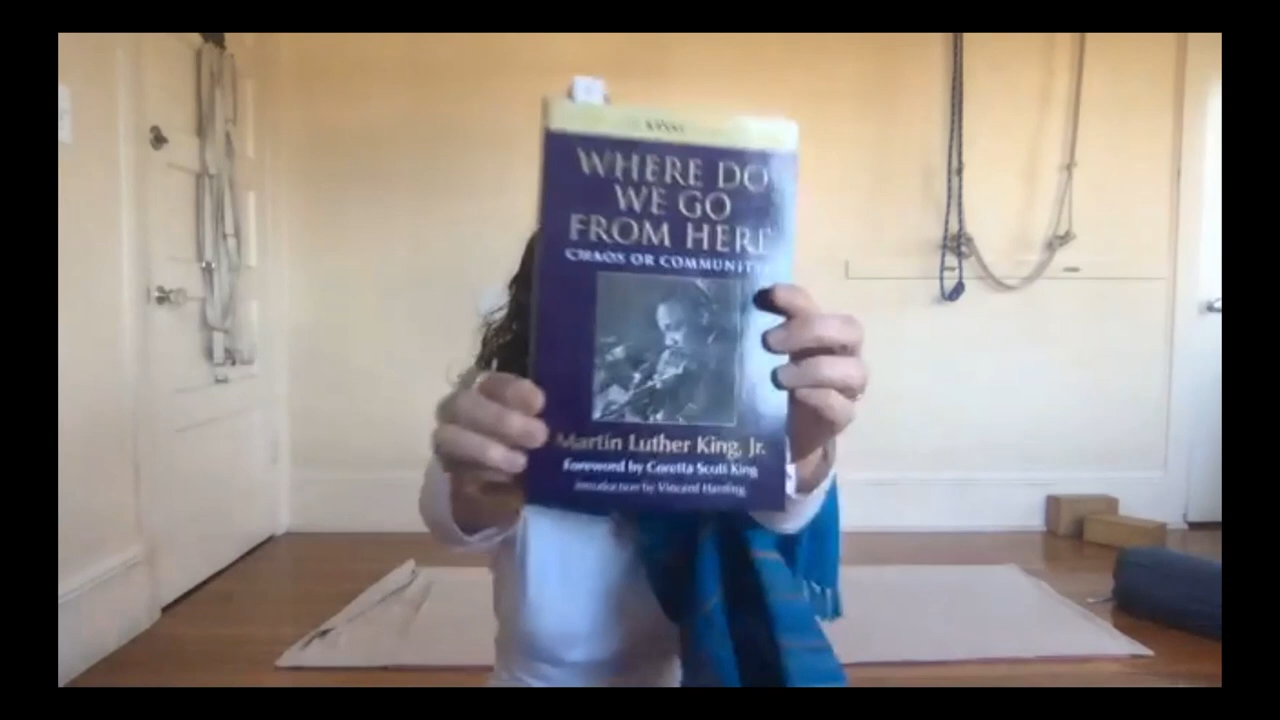 WHERE DO
WE GO
FROM HERE
CHAOS OR COMMUNITY
Martin Luther King, Jr.
Foreword by Coretta Scott King
Introduction by Vincent Harding